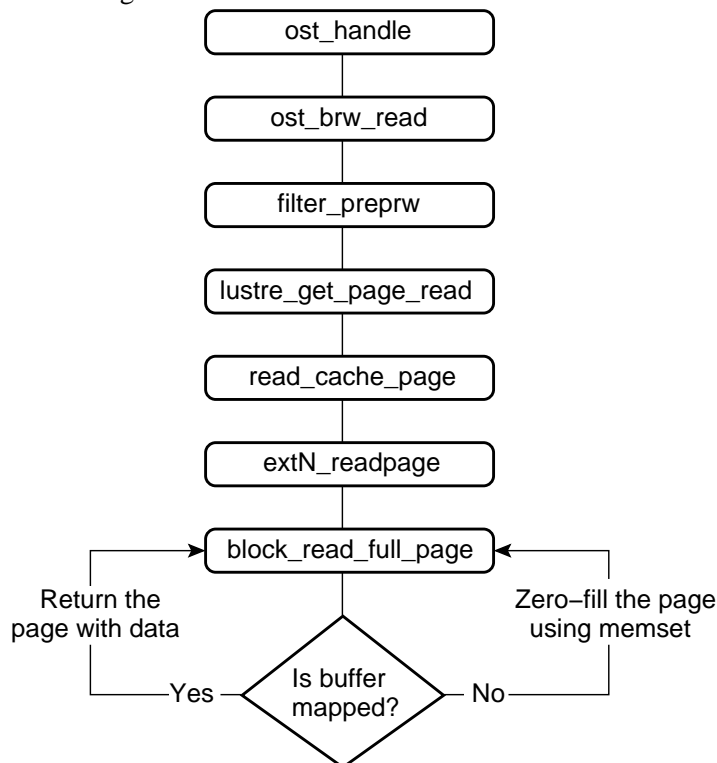 ost_handle
ost_brw_read
filter_preprw
lustre_get_page_read
read_cache_page
extN_readpage
block_read_full_page
Return the
page with data
Zero−fill the page
using memset
Yes
Is buffer
mapped?
No